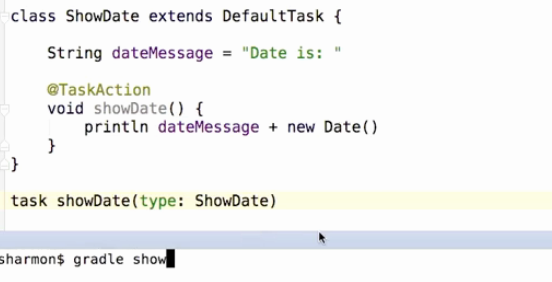 class ShowDate extends DefaultTask {
String dateMessage = "Date is: "
@TaskAction
void showDate() {
println dateMessage + new Date()
}
}
task showDate(type: ShowDate)
sharmon$ gradle show